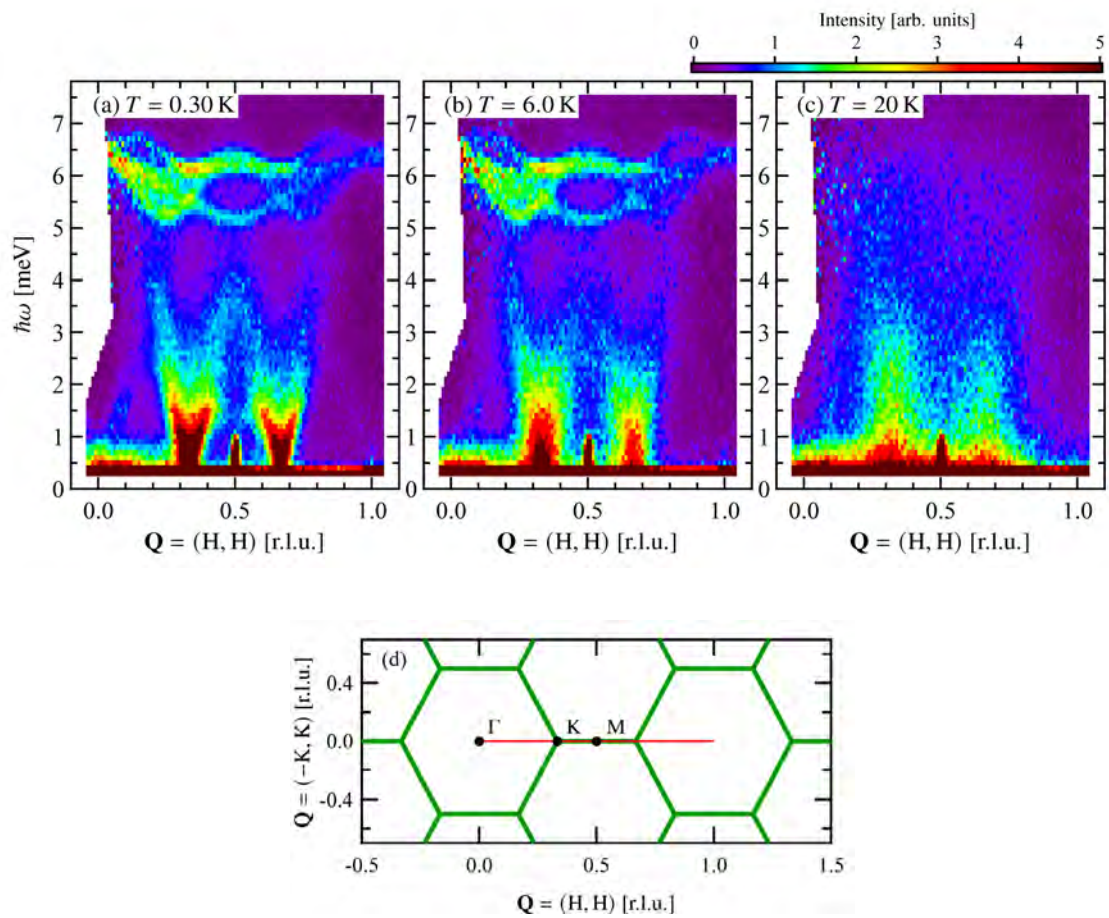 Intensity [arb. units]
0 1 2 3 4 5
(a) T = 0.30 K
(b) T = 6.0 K
(c) T = 20 K
7
6
5
4
3
2
1
0
ħω [meV]
7
6
5
4
3
2
1
0
7
6
5
4
3
2
1
0
0.0 0.5 1.0
0.0 0.5 1.0
0.0 0.5 1.0
Q = (H, H) [r.l.u.]
Q = (H, H) [r.l.u.]
Q = (H, H) [r.l.u.]
(d)
Q = (−K, K) [r.l.u.]
0.4
0.0
-0.4
Γ K M
-0.5 0.0 0.5 1.0 1.5
Q = (H, H) [r.l.u.]